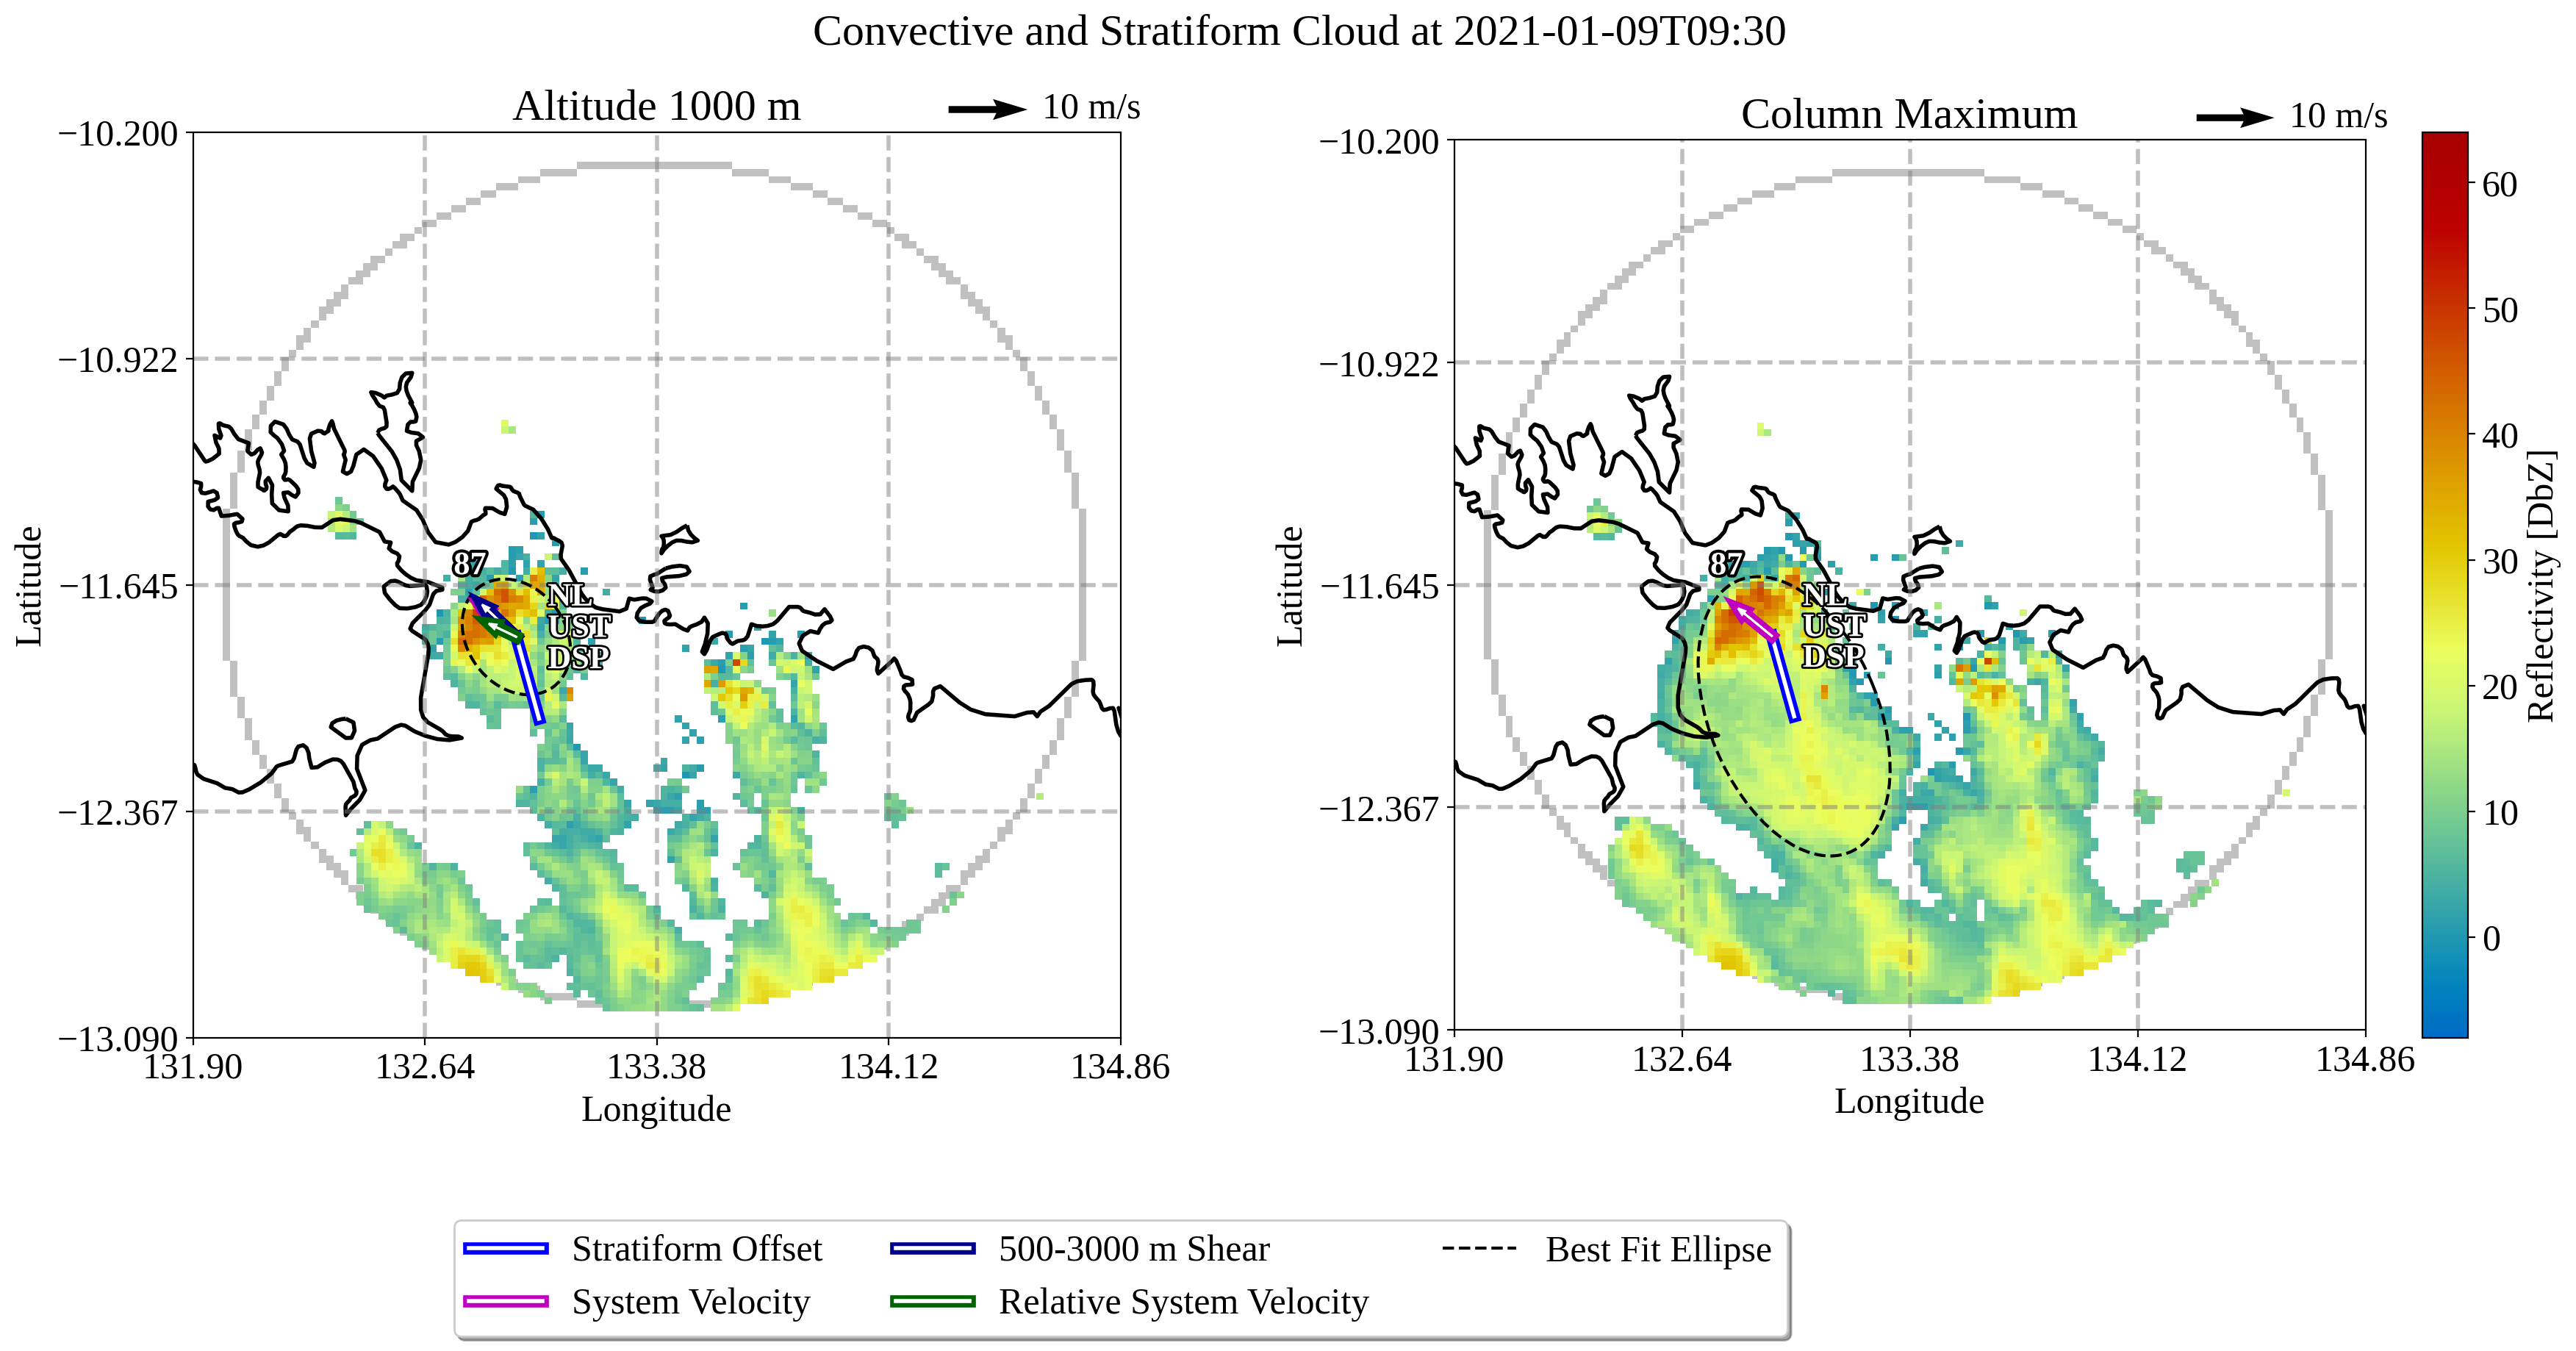 Convective and Stratiform Cloud at 2021-01-09T09:30
Altitude 1000 m
10 m/s
−10.200
−10.922
−11.645
−12.367
−13.090
131.90
132.64
133.38
134.12
134.86
Longitude
Latitude
87
NL
UST
DSP
Column Maximum
10 m/s
−10.200
−10.922
−11.645
−12.367
−13.090
131.90
132.64
133.38
134.12
134.86
Longitude
Latitude
87
NL
UST
DSP
60
50
40
30
20
10
0
Reflectivity [DbZ]
Stratiform Offset
System Velocity
500-3000 m Shear
Relative System Velocity
Best Fit Ellipse